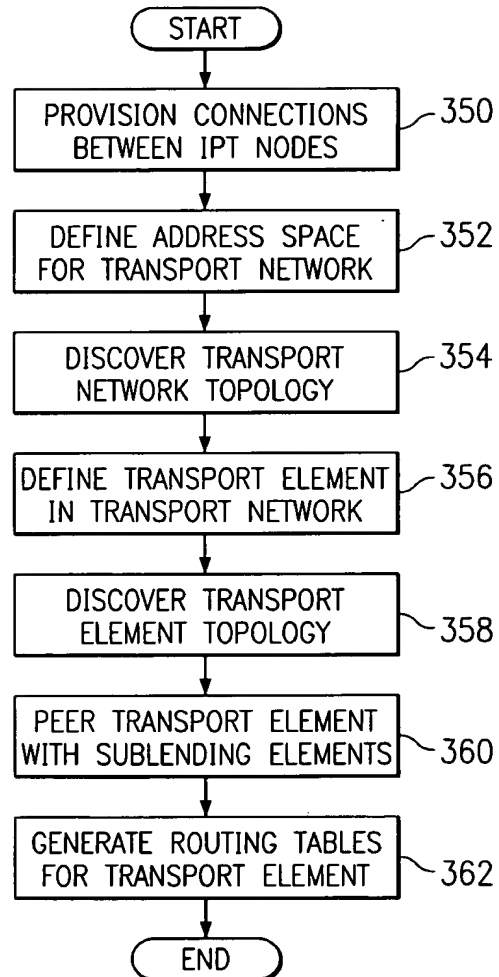 START
PROVISION CONNECTIONS
BETWEEN IPT NODES
350
DEFINE ADDRESS SPACE
FOR TRANSPORT NETWORK
352
DISCOVER TRANSPORT
NETWORK TOPOLOGY
354
DEFINE TRANSPORT ELEMENT
IN TRANSPORT NETWORK
356
DISCOVER TRANSPORT
ELEMENT TOPOLOGY
358
PEER TRANSPORT ELEMENT
WITH SUBLENDING ELEMENTS
360
GENERATE ROUTING TABLES
FOR TRANSPORT ELEMENT
362
END